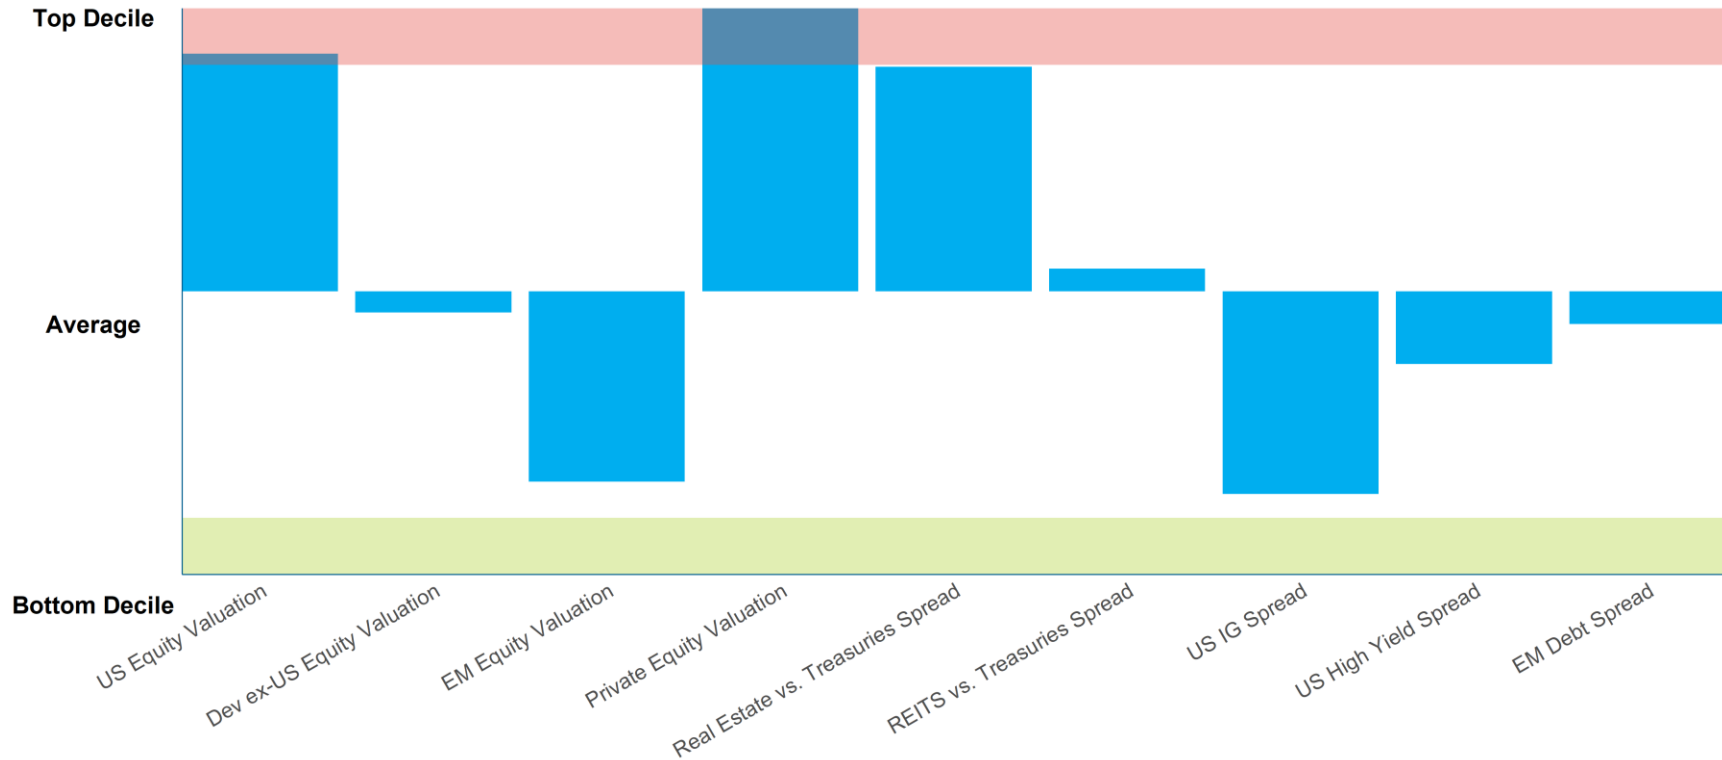 Top Decile
Average
Bottom Decile
US Equity Valuation
Dev ex-US Equity Valuation
EM Equity Valuation
Private Equity Valuation
Real Estate vs. Treasuries Spread
REITS vs. Treasuries Spread
US IG Spread
US High Yield Spread
EM Debt Spread